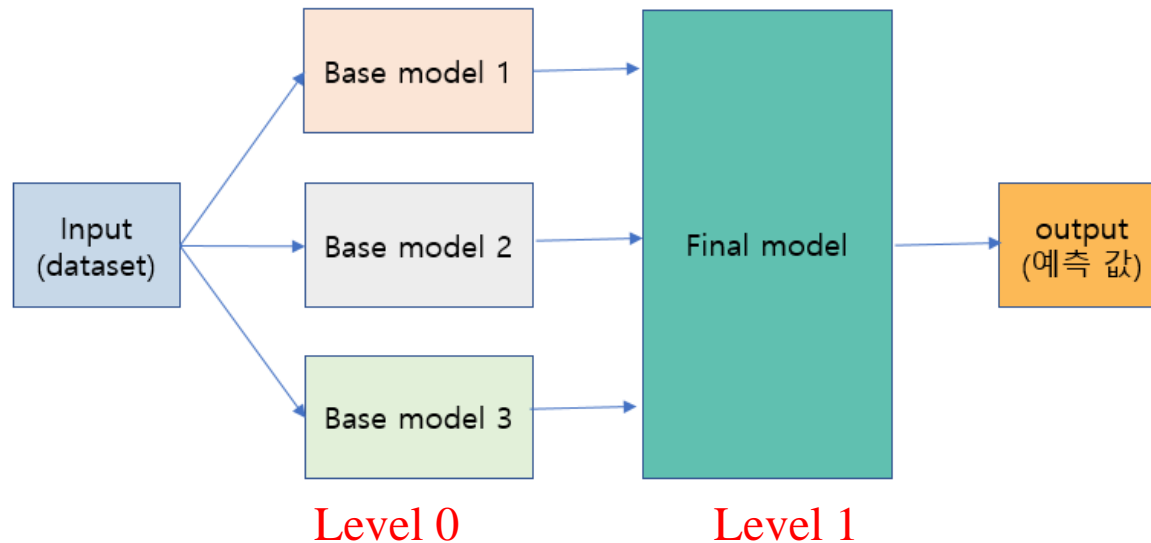 Base model 1
Input
(dataset)
Base model 2
Final model
output
(예측 값)
Base model 3
Level 0
Level 1